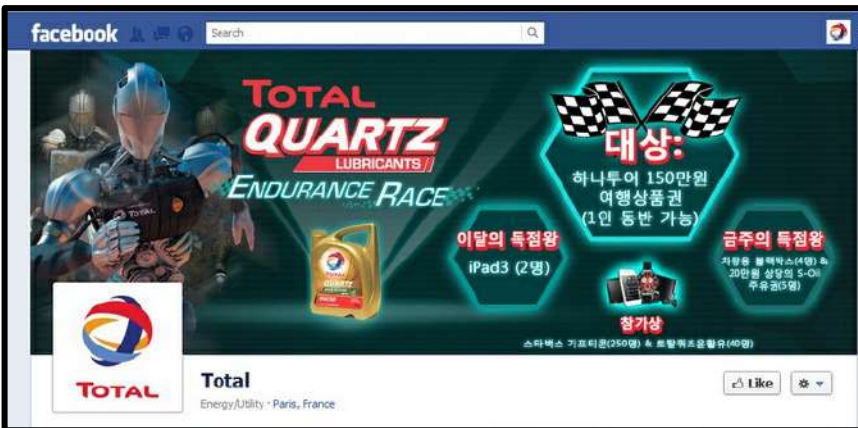 facebook
Search
TOTAL
QUARTZ
LUBRICANTS
ENDURANCE RACE
대상:
하나투어 150만원
여행상품권
(1인 동반 가능)
이달의 득점왕
iPad3 (2명)
금주의 득점왕
차량용 블랙박스(4명) &
20만원 상당의 S-Oil
주유권(5명)
참가상
스타벅스 기프티콘(250명) & 토탈쿼츠윤활유(40명)
TOTAL
TOTAL
QUARTZ
TOTAL
Total
Energy/Utility · Paris, France
Like